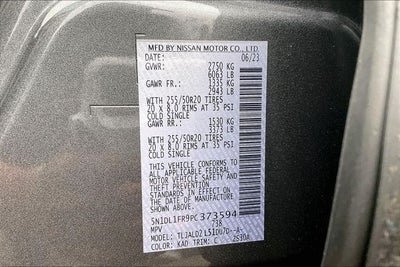 MFD BY NISSAN MOTOR CO., LTD
DATE: 06/23
GVWR: 2750 KG
6063 LB
GAWR FR.: 1335 KG
2943 LB
WITH 255/50R20 TIRES
20 X 8.0 RIMS AT 35 PSI
COLD SINGLE
GAWR RR.: 1530 KG
3373 LB
WITH 255/50R20 TIRES
20 X 8.0 RIMS AT 35 PSI
COLD SINGLE
THIS VEHICLE CONFORMS TO
ALL APPLICABLE FEDERAL
MOTOR VEHICLE SAFETY
STANDARDS IN EFFECT ON
THE DATE OF MANUFACTURE
SHOWN ABOVE.
5N1DL1FR9PC373594
MPV 738
MODEL:
COLOR: KAD TRIM: C